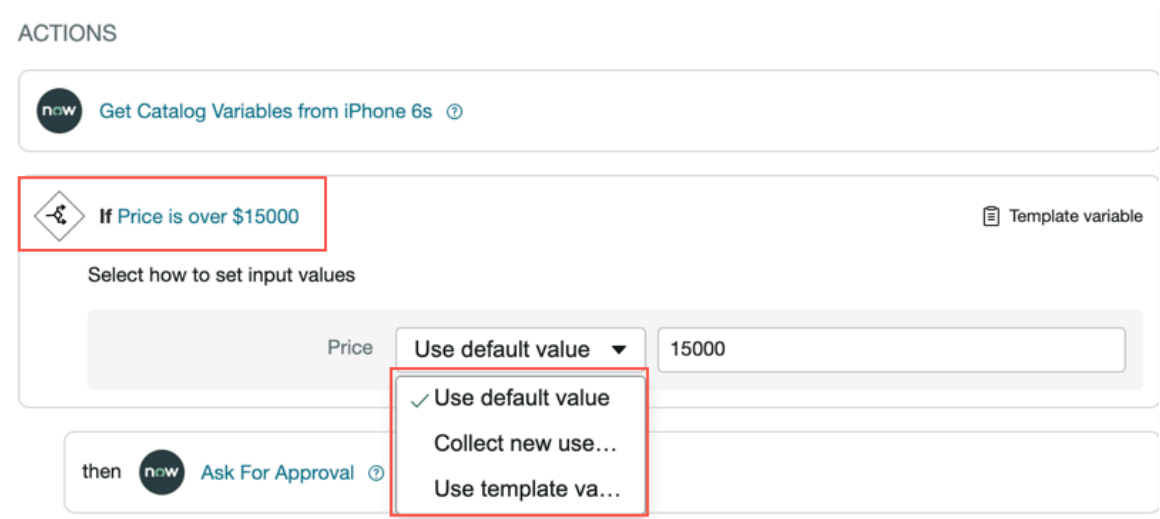 ACTIONS
now Get Catalog Variables from iPhone 6s ?
If Price is over $15000 Template variable
Select how to set input values
Price Use default value 15000
Use default value
Collect new use...
Use template va...
then now Ask For Approval ?